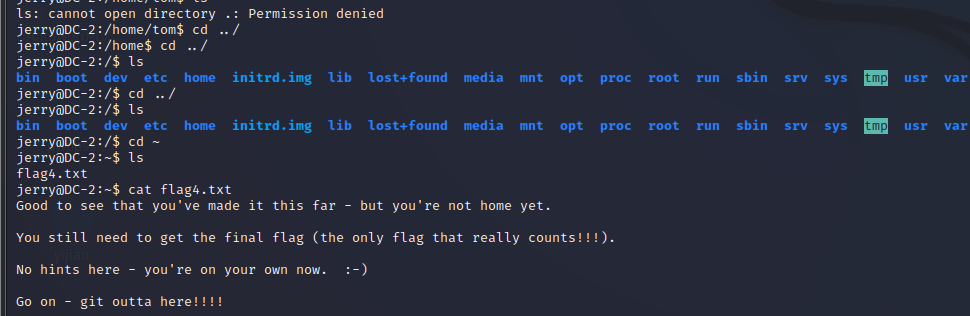 ls: cannot open directory .: Permission denied
jerry@DC-2:/home/tom$ cd ../
jerry@DC-2:/home$ cd ../
jerry@DC-2:/$ ls
bin boot dev etc home initrd.img lib lost+found media mnt opt proc root run sbin srv sys tmp usr var
jerry@DC-2:/$ cd ../
jerry@DC-2:/$ ls
bin boot dev etc home initrd.img lib lost+found media mnt opt proc root run sbin srv sys tmp usr var
jerry@DC-2:/$ cd ~
jerry@DC-2:~$ ls
flag4.txt
jerry@DC-2:~$ cat flag4.txt
Good to see that you've made it this far - but you're not home yet.
You still need to get the final flag (the only flag that really counts!!!).
No hints here - you're on your own now.  :-)
Go on - git outta here!!!!